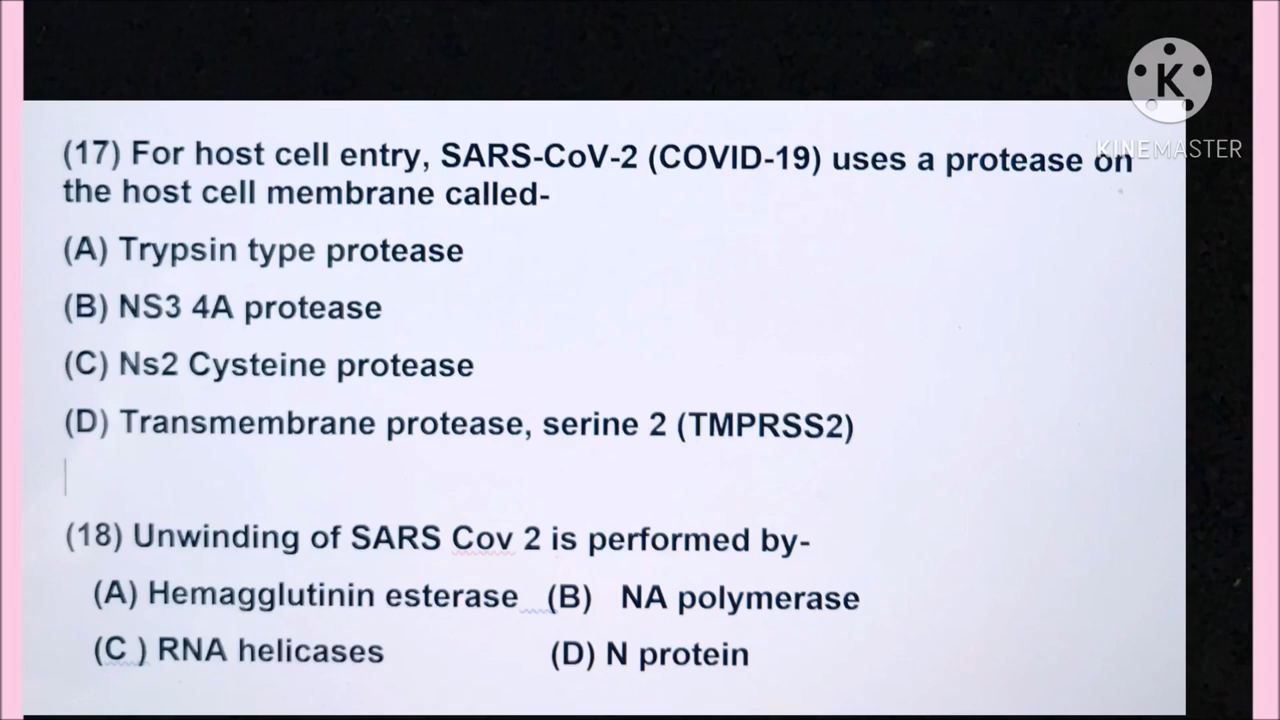 K
KINEMASTER
(17) For host cell entry, SARS-CoV-2 (COVID-19) uses a protease on
the host cell membrane called-
(A) Trypsin type protease
(B) NS3 4A protease
(C) Ns2 Cysteine protease
(D) Transmembrane protease, serine 2 (TMPRSS2)
(18) Unwinding of SARS Cov 2 is performed by-
(A) Hemagglutinin esterase (B) NA polymerase
(C ) RNA helicases (D) N protein